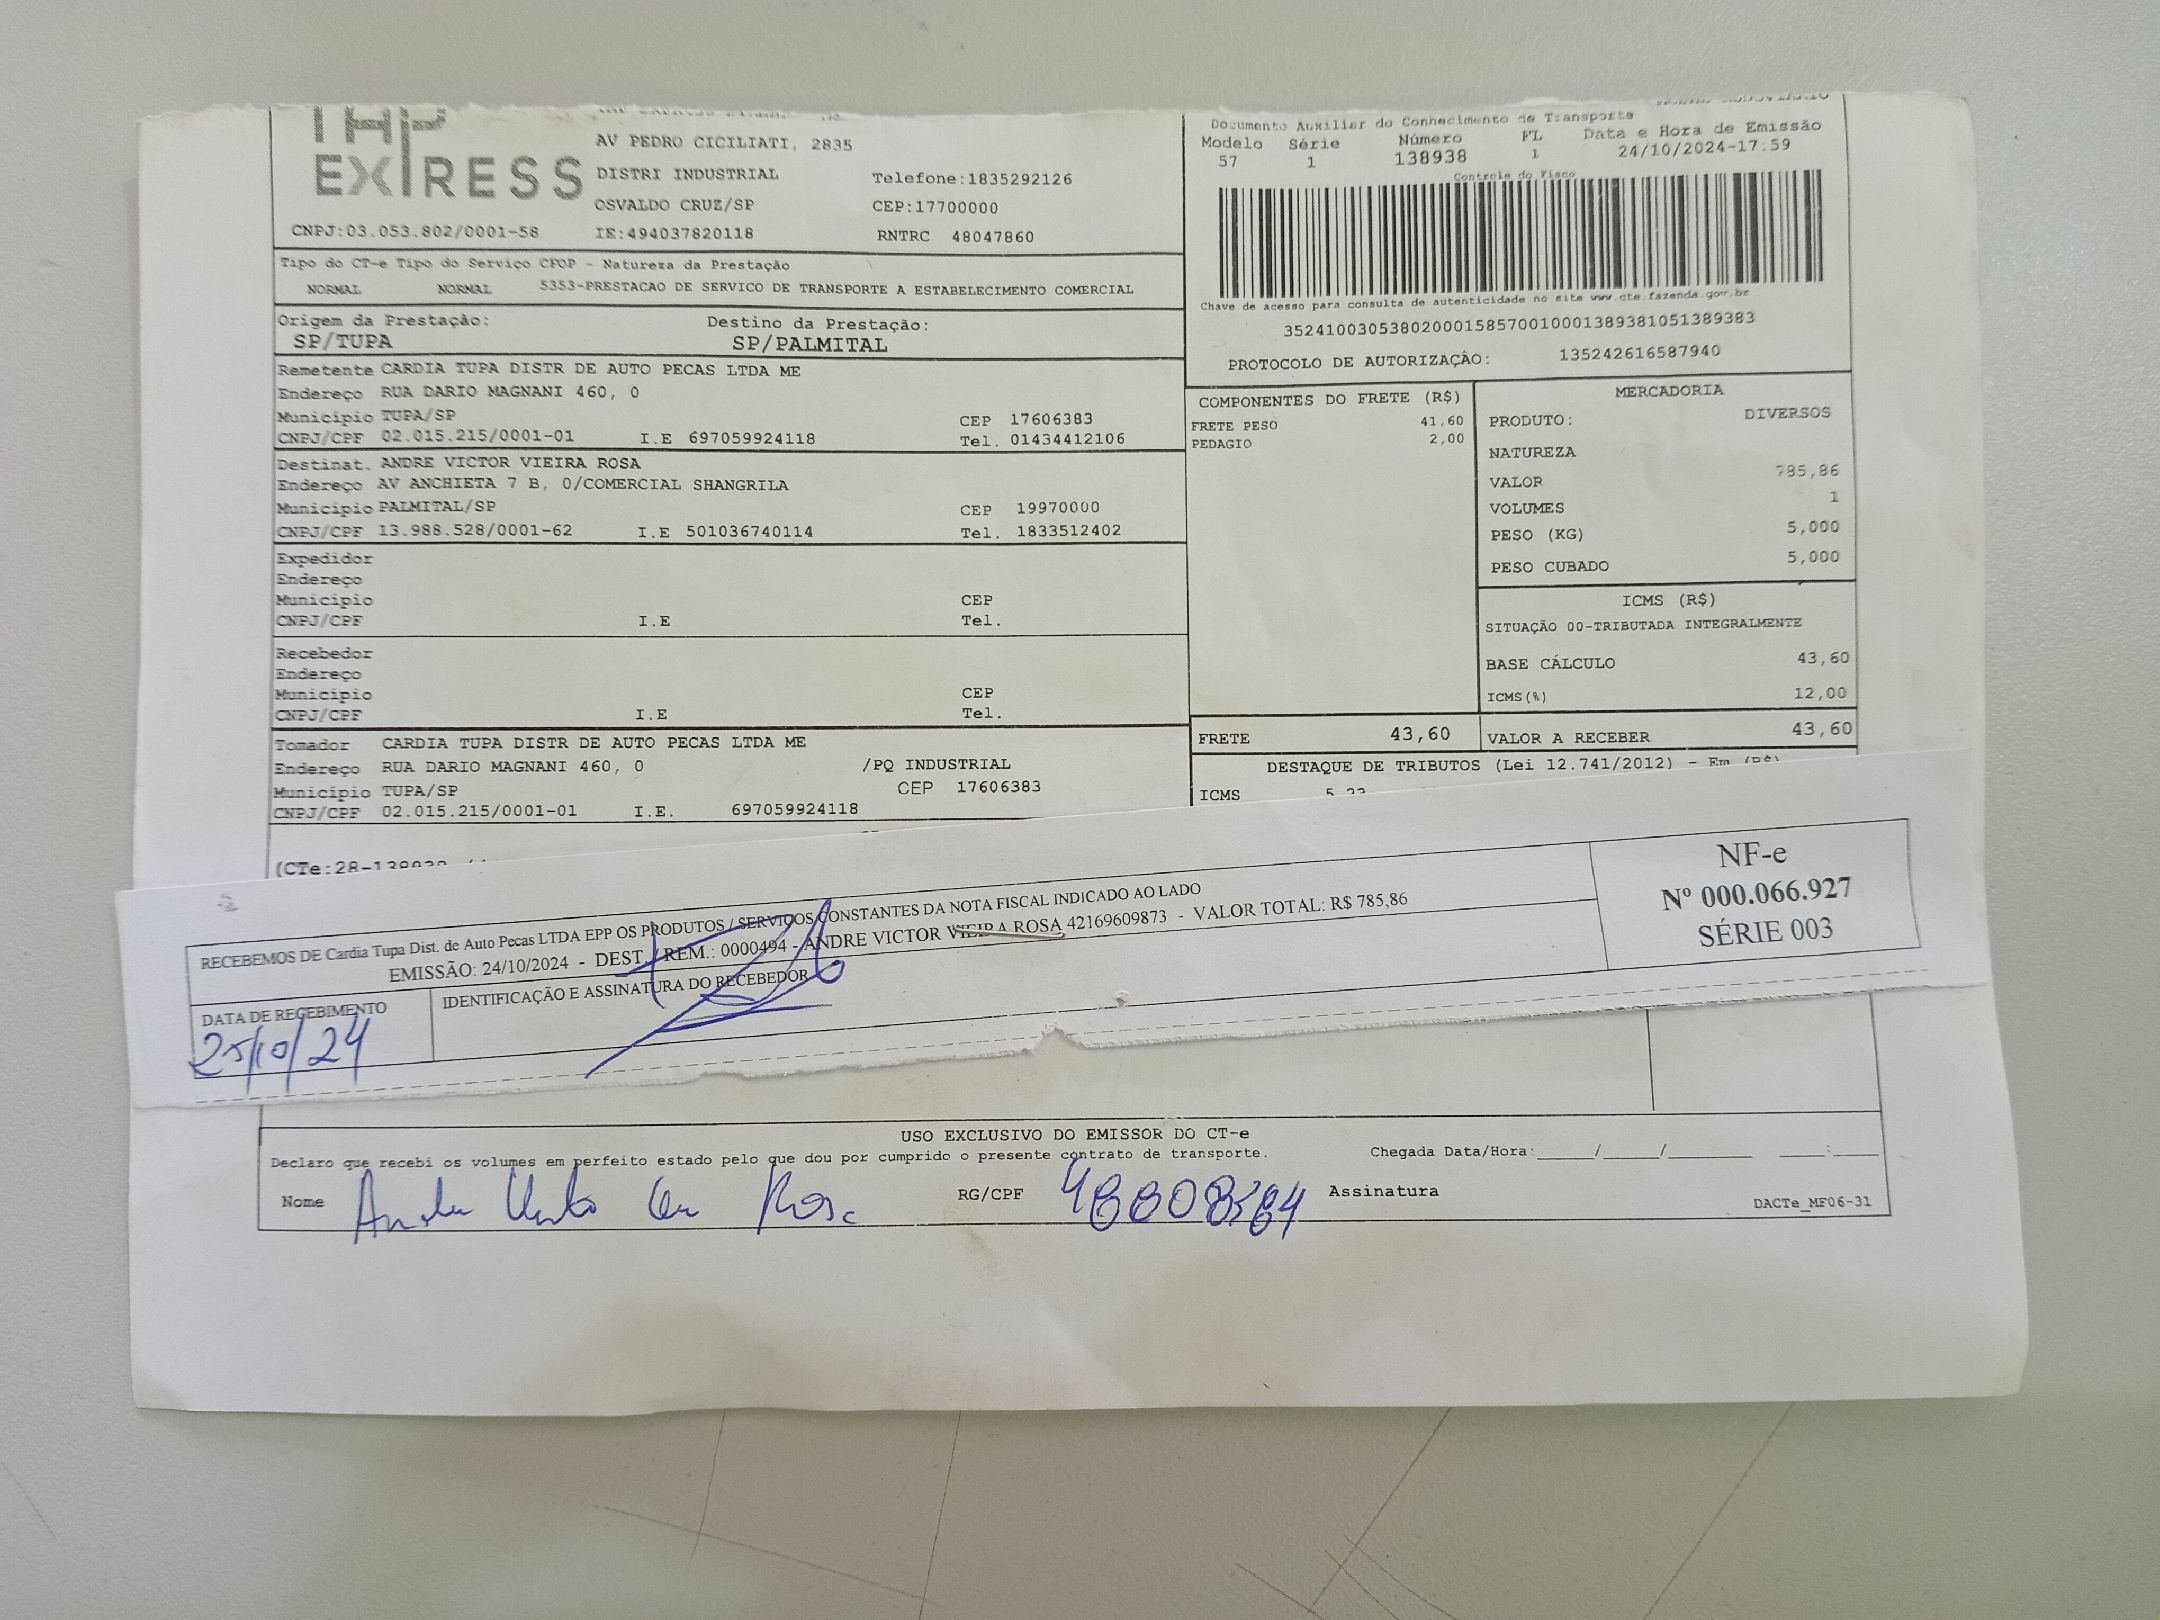 EXPRESS
AV PEDRO CICILIATI, 2835
DISTRI INDUSTRIAL Telefone:1835292126
OSVALDO CRUZ/SP CEP:17700000
CNPJ:03.053.802/0001-58 IE:494037820118 RNTRC 48047860
Documento Auxiliar do Conhecimento de Transporte
Modelo Série Número FL Data e Hora de Emissão
57 1 138938 1 24/10/2024-17:59
Controle do Fisco
Chave de acesso para consulta de autenticidade no site www.cte.fazenda.gov.br
35241003053802000158570010001389381051389383
PROTOCOLO DE AUTORIZAÇÃO: 135242616587940
Tipo do CT-e Tipo do Serviço CFOP - Natureza da Prestação
NORMAL NORMAL 5353-PRESTACAO DE SERVICO DE TRANSPORTE A ESTABELECIMENTO COMERCIAL
Origem da Prestação: Destino da Prestação:
SP/TUPA SP/PALMITAL
Remetente CARDIA TUPA DISTR DE AUTO PECAS LTDA ME
Endereço RUA DARIO MAGNANI 460, 0
Município TUPA/SP CEP 17606383
CNPJ/CPF 02.015.215/0001-01 I.E 697059924118 Tel. 01434412106
Destinat. ANDRE VICTOR VIEIRA ROSA
Endereço AV ANCHIETA 7 B, 0/COMERCIAL SHANGRILA
Município PALMITAL/SP CEP 19970000
CNPJ/CPF 13.988.528/0001-62 I.E 501036740114 Tel. 1833512402
Expedidor
Endereço
Município CEP
CNPJ/CPF I.E Tel.
Recebedor
Endereço
Município CEP
CNPJ/CPF I.E Tel.
Tomador CARDIA TUPA DISTR DE AUTO PECAS LTDA ME
Endereço RUA DARIO MAGNANI 460, 0 /PQ INDUSTRIAL
Município TUPA/SP CEP 17606383
CNPJ/CPF 02.015.215/0001-01 I.E. 697059924118
COMPONENTES DO FRETE (R$)
FRETE PESO 41,60
PEDAGIO 2,00
MERCADORIA
PRODUTO: DIVERSOS
NATUREZA
VALOR 785,86
VOLUMES 1
PESO (KG) 5,000
PESO CUBADO 5,000
ICMS (R$)
SITUAÇÃO 00-TRIBUTADA INTEGRALMENTE
BASE CÁLCULO 43,60
ICMS(%) 12,00
FRETE 43,60 VALOR A RECEBER 43,60
DESTAQUE DE TRIBUTOS (Lei 12.741/2012) - Em (R$)
ICMS 5,23
(CTe:28-138938
RECEBEMOS DE Cardia Tupa Dist. de Auto Pecas LTDA EPP OS PRODUTOS / SERVIÇOS CONSTANTES DA NOTA FISCAL INDICADO AO LADO
EMISSÃO: 24/10/2024 - DEST. / REM.: 0000494 - ANDRE VICTOR VIEIRA ROSA 42169609873 - VALOR TOTAL: R$ 785,86
DATA DE RECEBIMENTO IDENTIFICAÇÃO E ASSINATURA DO RECEBEDOR
25/10/24
NF-e
Nº 000.066.927
SÉRIE 003
USO EXCLUSIVO DO EMISSOR DO CT-e
Declaro que recebi os volumes em perfeito estado pelo que dou por cumprido o presente contrato de transporte. Chegada Data/Hora:______/______/________ ____:____
Nome RG/CPF Assinatura
DACTe_MF06-31